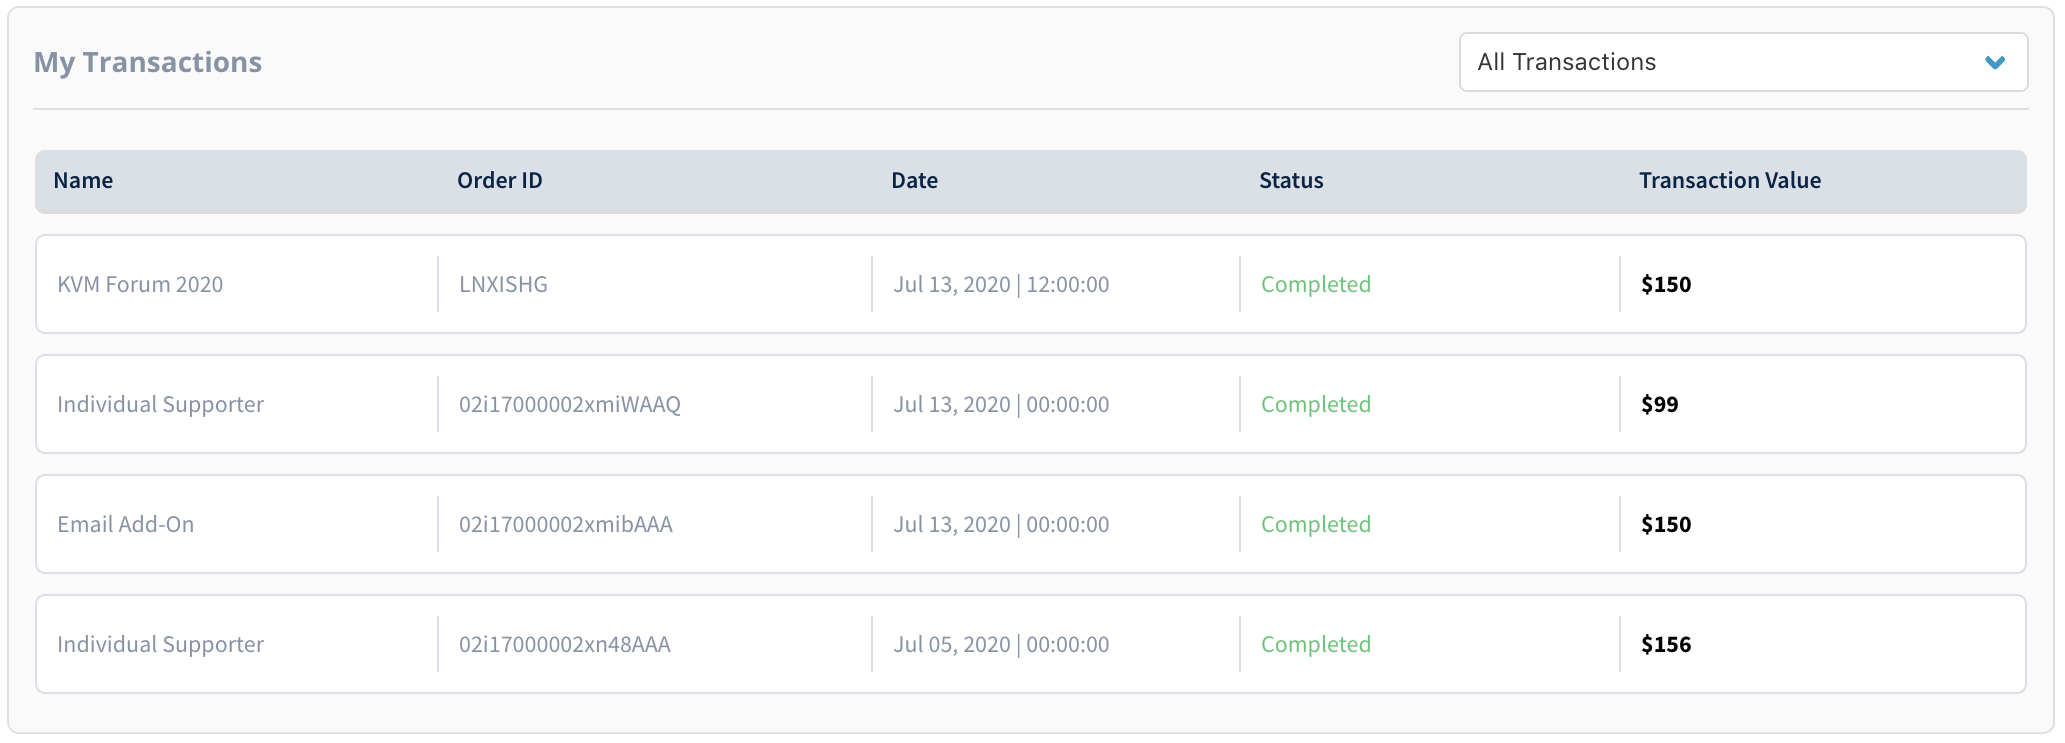 My Transactions
All Transactions
Name Order ID Date Status Transaction Value
KVM Forum 2020 LNXISHG Jul 13, 2020 | 12:00:00 Completed $150
Individual Supporter 02i17000002xmiWAAQ Jul 13, 2020 | 00:00:00 Completed $99
Email Add-On 02i17000002xmibAAA Jul 13, 2020 | 00:00:00 Completed $150
Individual Supporter 02i17000002xn48AAA Jul 05, 2020 | 00:00:00 Completed $156